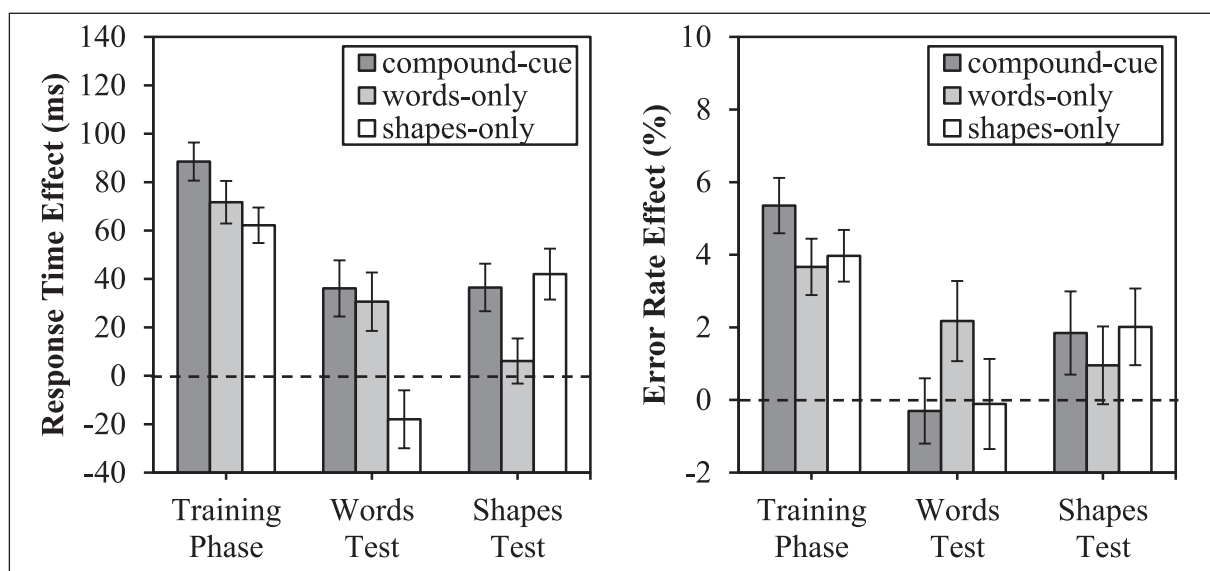 Response Time Effect (ms)
140
120
100
80
60
40
20
0
-20
-40
compound-cue
words-only
shapes-only
Training
Phase
Words
Test
Shapes
Test
Error Rate Effect (%)
10
8
6
4
2
0
-2
compound-cue
words-only
shapes-only
Training
Phase
Words
Test
Shapes
Test